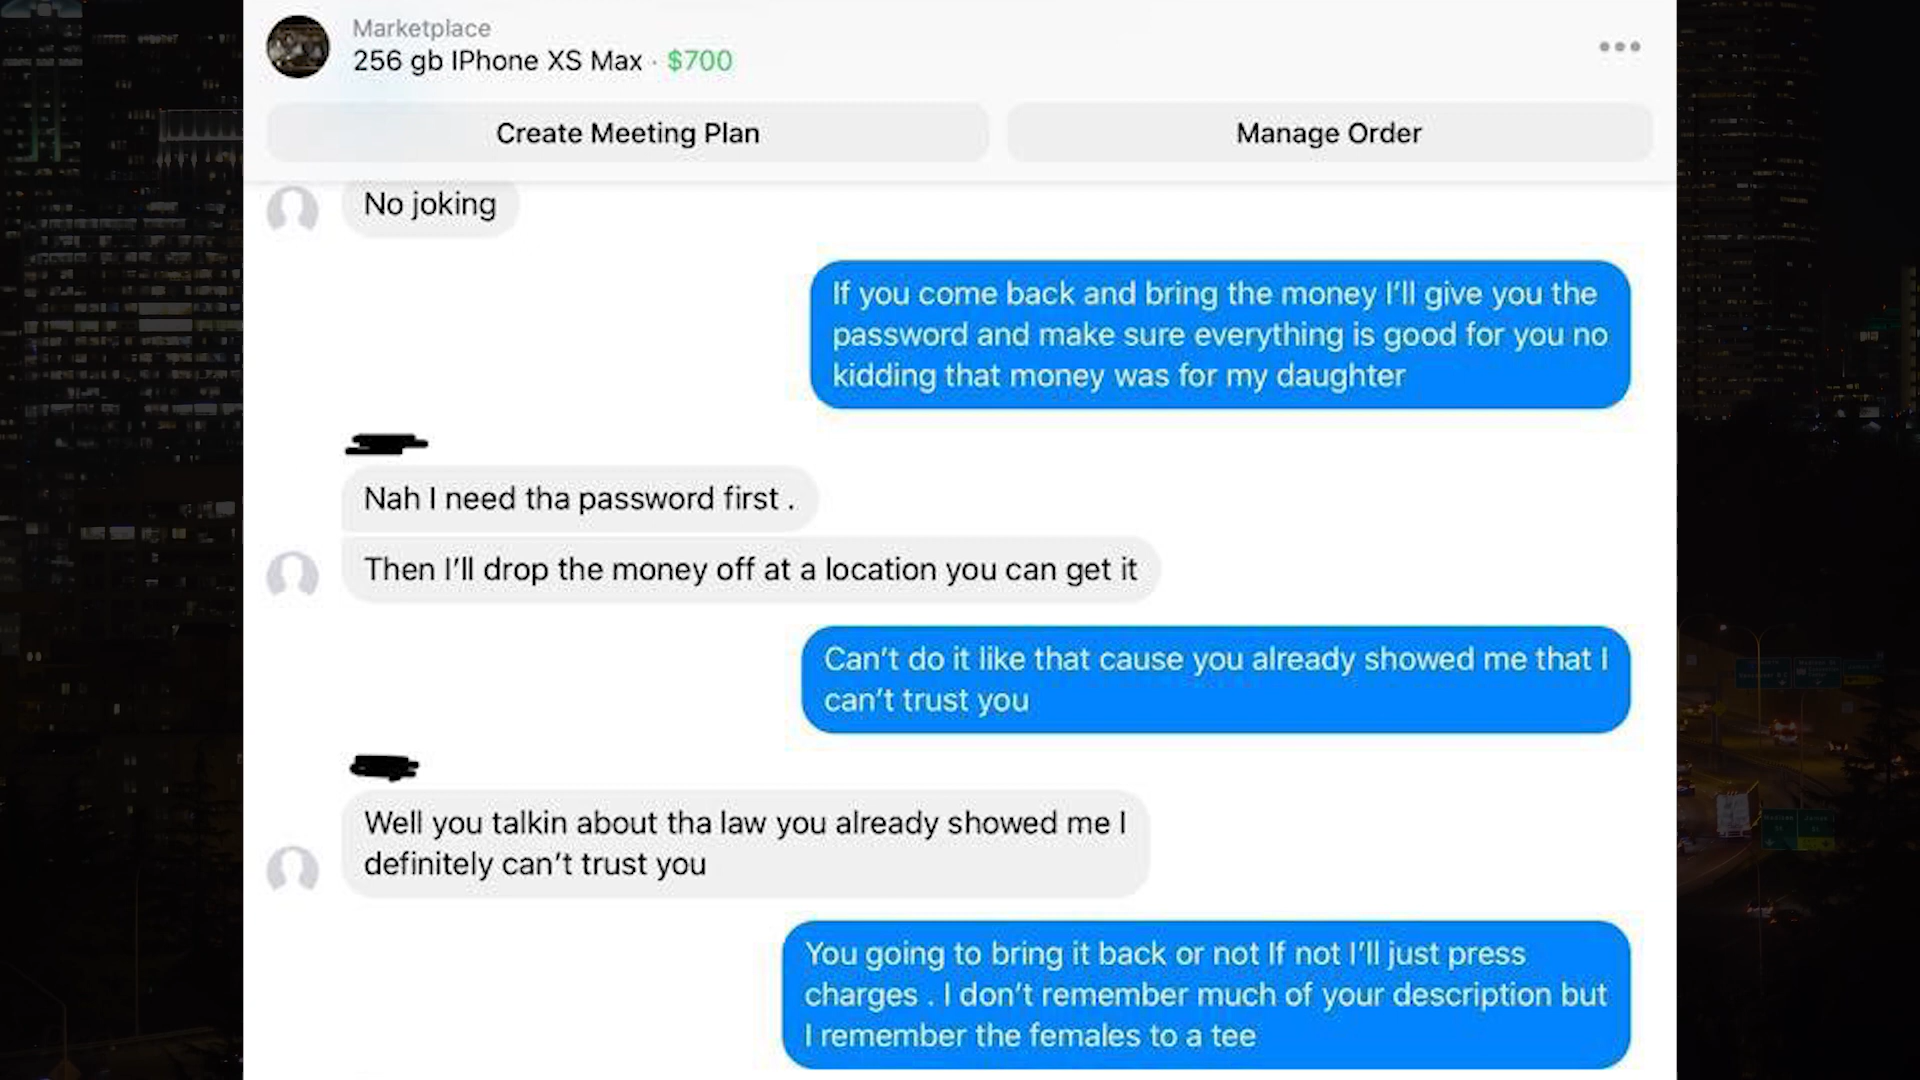 Marketplace
256 gb IPhone XS Max · $700
Create Meeting Plan
Manage Order
No joking
If you come back and bring the money I'll give you the
password and make sure everything is good for you no
kidding that money was for my daughter
Nah I need tha password first .
Then I'll drop the money off at a location you can get it
Can't do it like that cause you already showed me that I
can't trust you
Well you talkin about tha law you already showed me I
definitely can't trust you
You going to bring it back or not If not I'll just press
charges . I don't remember much of your description but
I remember the females to a tee